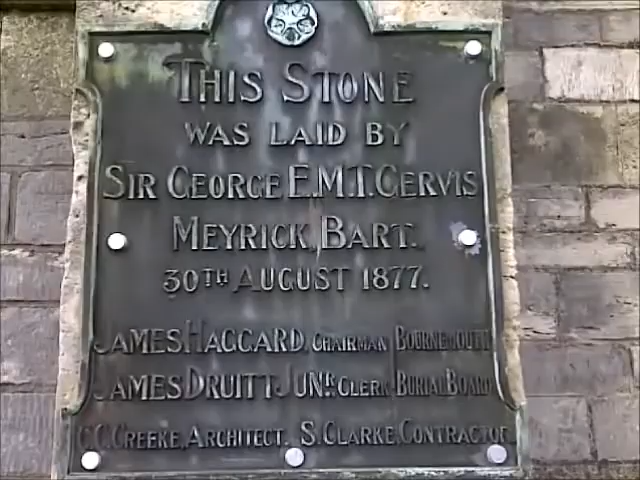 THIS STONE
WAS LAID BY
SIR GEORGE E.M.T. CERVIS
MEYRICK BART.
30TH AUGUST 1877.
JAMES HAGGARD CHAIRMAN BOURNEMOUTH
JAMES DRUITT JUNR. CLERK BURIAL BOARD
C.C. CREEKE, ARCHITECT S. CLARKE CONTRACTOR